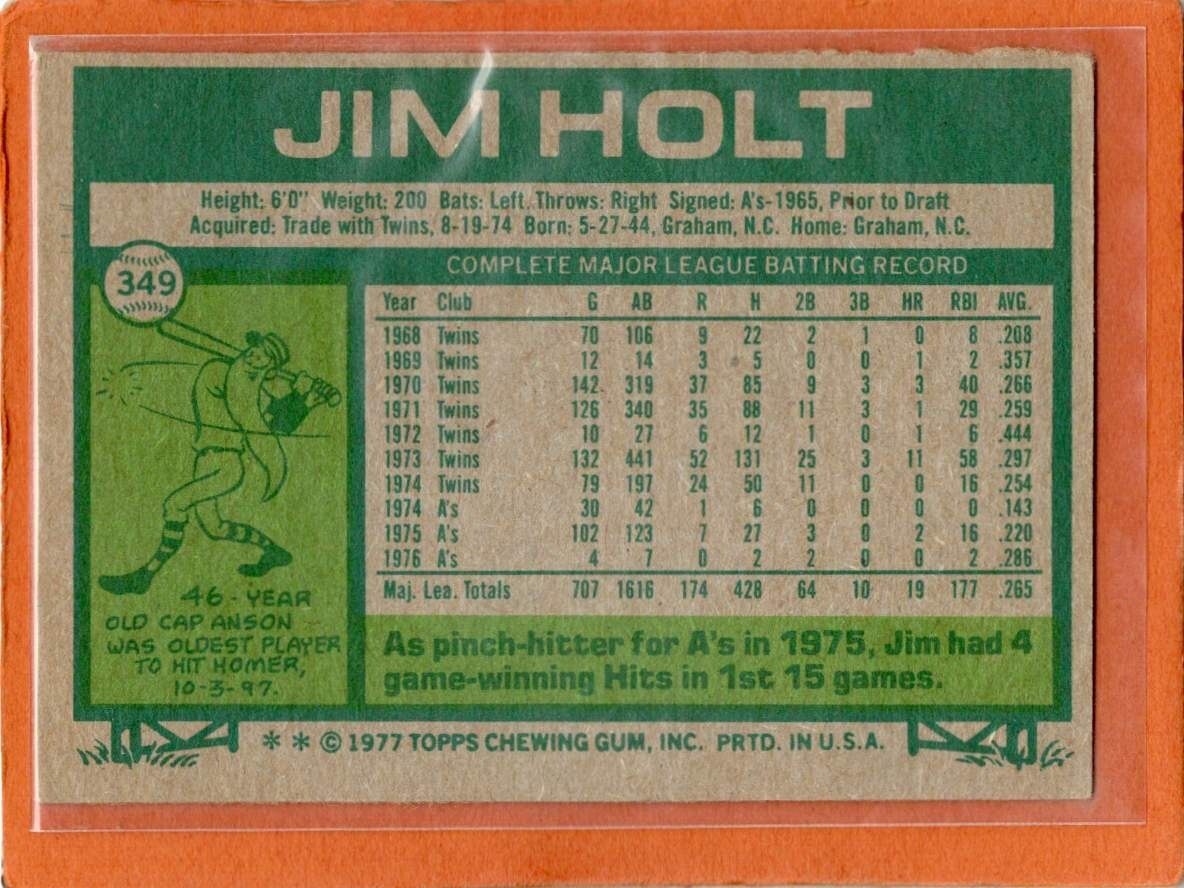 JIM HOLT
Height: 6'0" Weight: 200 Bats: Left. Throws: Right Signed: A's-1965, Prior to Draft
Acquired: Trade with Twins, 8-19-74 Born: 5-27-44, Graham, N.C. Home: Graham, N.C.
349
COMPLETE MAJOR LEAGUE BATTING RECORD
Year Club G AB R H 2B 3B HR RBI AVG.
1968 Twins 70 106 9 22 2 1 0 8 .208
1969 Twins 12 14 3 5 0 0 1 2 .357
1970 Twins 142 319 37 85 9 3 3 40 .266
1971 Twins 126 340 35 88 11 3 1 29 .259
1972 Twins 10 27 6 12 1 0 1 6 .444
1973 Twins 132 441 52 131 25 3 11 58 .297
1974 Twins 79 197 24 50 11 0 0 16 .254
1974 A's 30 42 1 6 0 0 0 0 .143
1975 A's 102 123 7 27 3 0 2 16 .220
1976 A's 4 7 0 2 2 0 0 2 .286
Maj. Lea. Totals 707 1616 174 428 64 10 19 177 .265
46-YEAR
OLD CAP ANSON
WAS OLDEST PLAYER
TO HIT HOMER,
10-3-97.
As pinch-hitter for A's in 1975, Jim had 4
game-winning Hits in 1st 15 games.
* * © 1977 TOPPS CHEWING GUM, INC. PRTD. IN U.S.A.